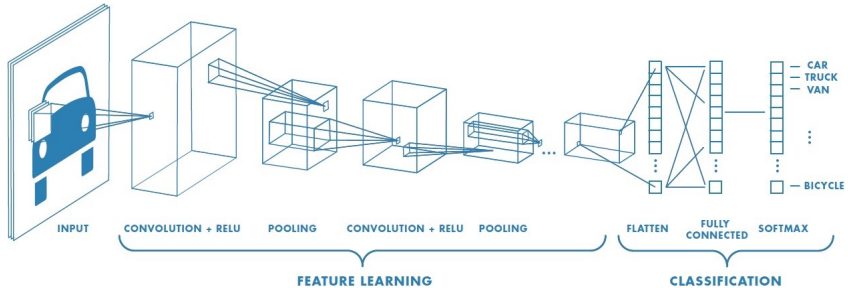 CAR
TRUCK
VAN
BICYCLE
INPUT
CONVOLUTION + RELU
POOLING
CONVOLUTION + RELU
POOLING
FLATTEN
FULLY
CONNECTED
SOFTMAX
FEATURE LEARNING
CLASSIFICATION